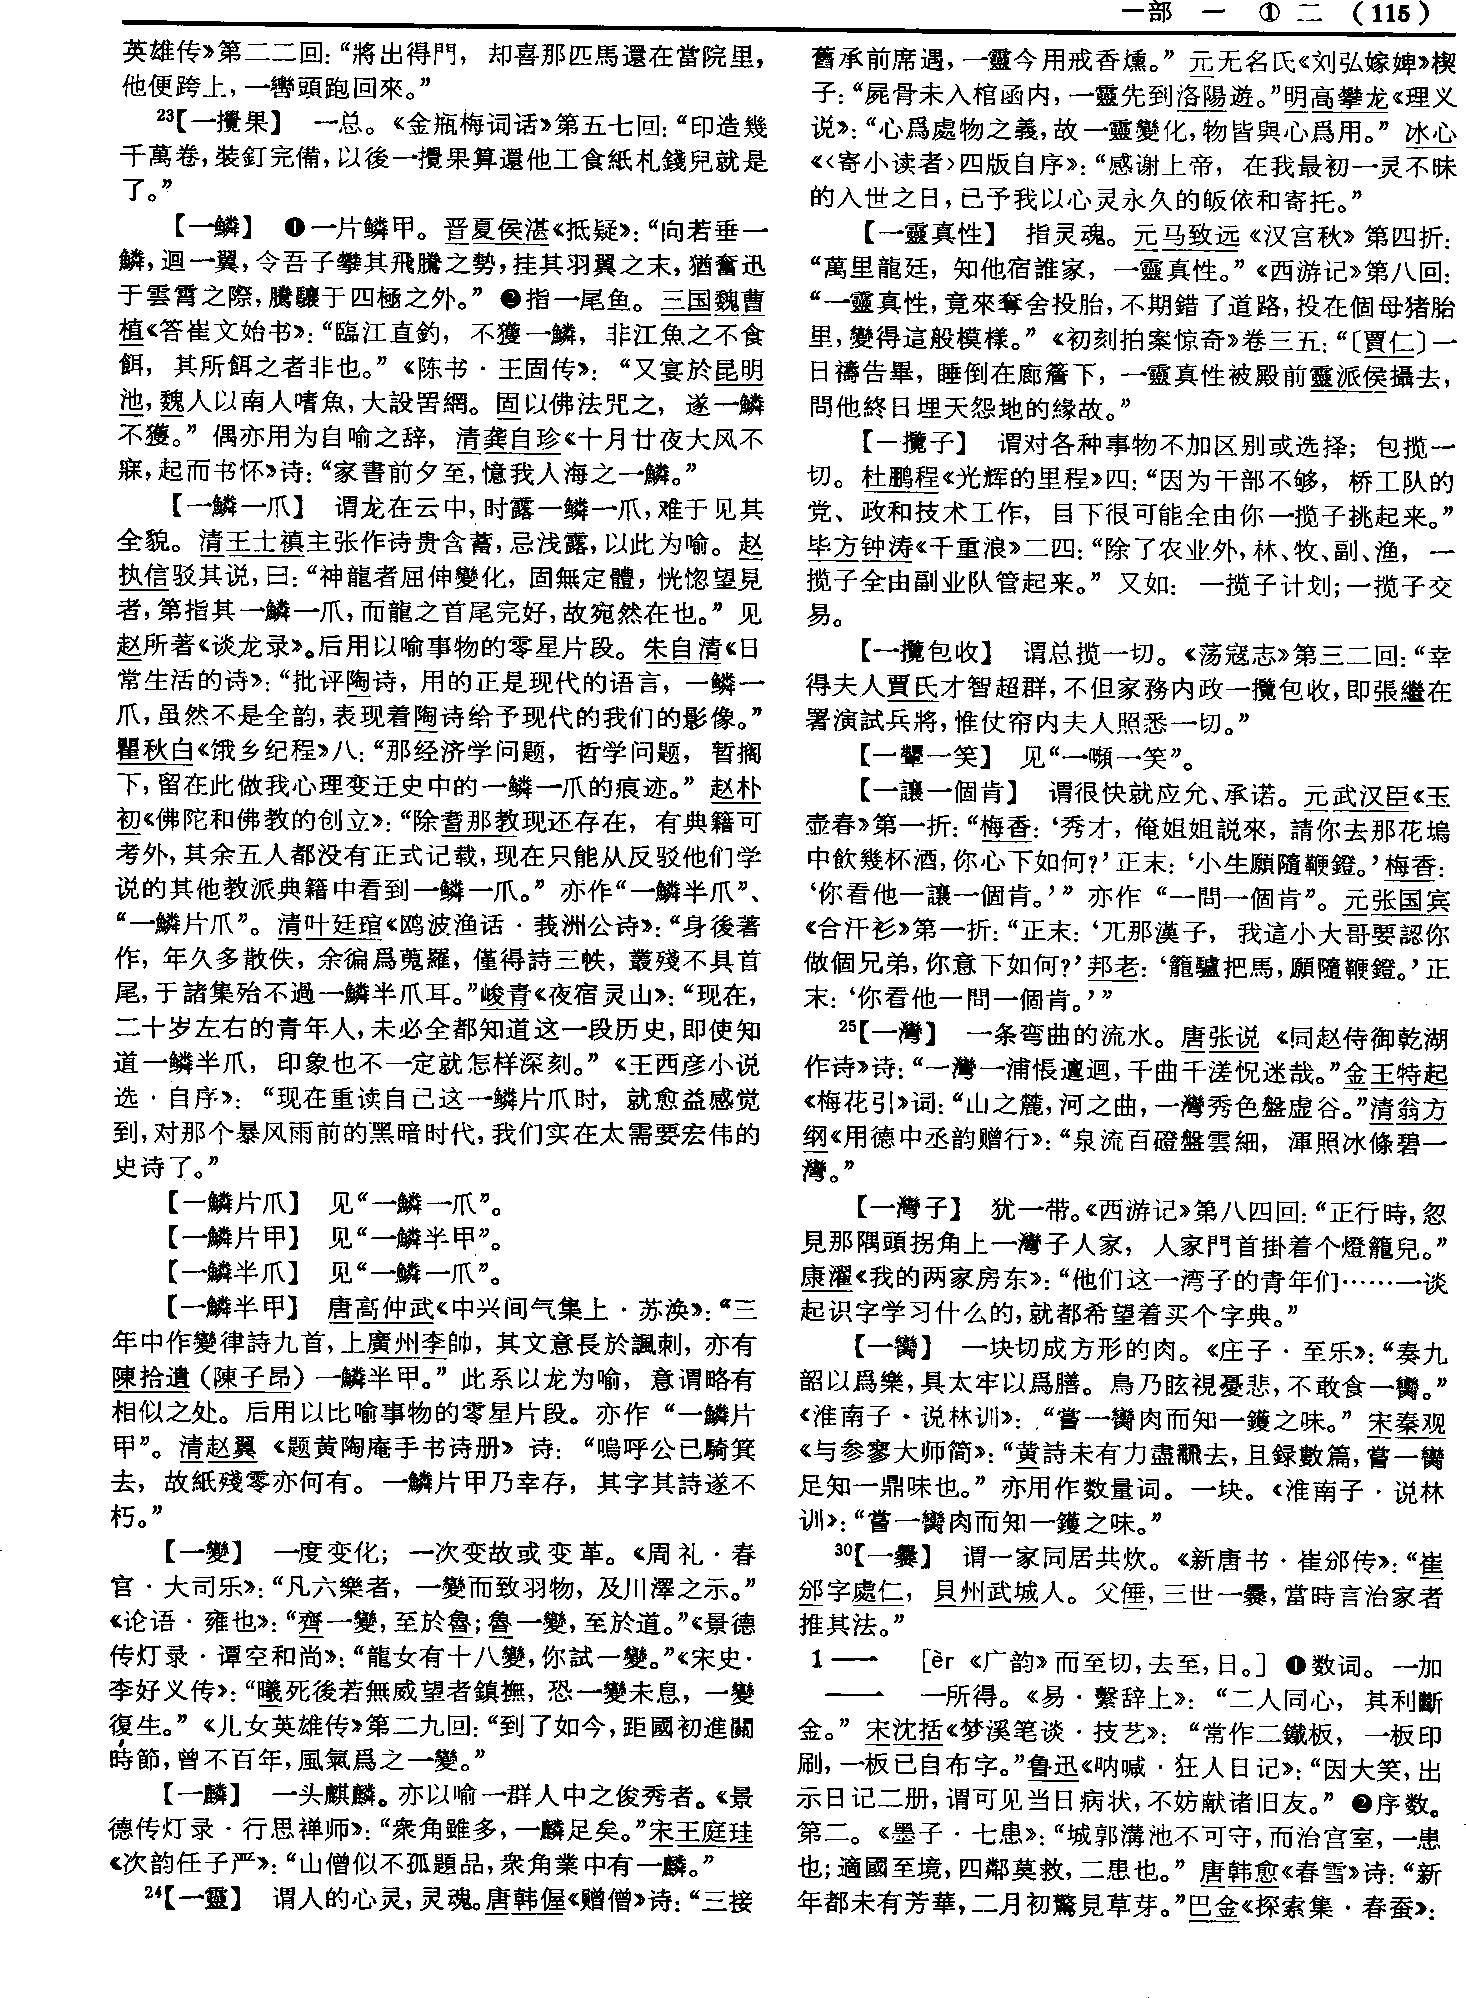 一部 一 ① 二 (115)
英雄传》第二二回：“將出得門，却喜那匹馬還在當院里，
他便跨上，一轡頭跑回來。”
23【一攪果】 一总。《金瓶梅词话》第五七回：“印造幾
千萬卷，裝釘完備，以後一攪果算還他工食紙札錢兒就是
了。”
【一鳞】 ❶一片鳞甲。晋夏侯湛《抵疑》：“向若垂一
鱗，迴一翼，令吾子攀其飛騰之勢，挂其羽翼之末，猶奮迅
于雲霄之際，騰驤于四極之外。” ❷指一尾鱼。三国魏曹
植《答崔文始书》：“臨江直釣，不獲一鱗，非江魚之不食
餌，其所餌之者非也。”《陈书·王固传》：“又宴於昆明
池，魏人以南人嗜魚，大設罟網。固以佛法咒之，遂一鱗
不獲。”偶亦用为自喻之辞，清龚自珍《十月廿夜大风不
寐，起而书怀》诗：“家書前夕至，憶我人海之一鱗。”
【一鳞一爪】 谓龙在云中，时露一鳞一爪，难于见其
全貌。清王士禛主张作诗贵含蓄，忌浅露，以此为喻。赵
执信驳其说，曰：“神龍者屈伸變化，固無定體，恍惚望見
者，第指其一鱗一爪，而龍之首尾完好，故宛然在也。”见
赵所著《谈龙录》。后用以喻事物的零星片段。朱自清《日
常生活的诗》：“批评陶诗，用的正是现代的语言，一鳞一
爪，虽然不是全韵，表现着陶诗给予现代的我们的影像。”
瞿秋白《饿乡纪程》八：“那经济学问题，哲学问题，暂搁
下，留在此做我心理变迁史中的一鳞一爪的痕迹。”赵朴
初《佛陀和佛教的创立》：“除耆那教现还存在，有典籍可
考外，其余五人都没有正式记载，现在只能从反驳他们学
说的其他教派典籍中看到一鳞一爪。”亦作“一鳞半爪”、
“一鳞片爪”。清叶廷琯《鸥波渔话·莪洲公诗》：“身後著
作，年久多散佚，余徧爲蒐羅，僅得詩三帙，叢殘不具首
尾，于諸集殆不過一鱗半爪耳。”峻青《夜宿灵山》：“现在，
二十岁左右的青年人，未必全都知道这一段历史，即使知
道一鳞半爪，印象也不一定就怎样深刻。”《王西彦小说
选·自序》：“现在重读自己这一鳞片爪时，就愈益感觉
到，对那个暴风雨前的黑暗时代，我们实在太需要宏伟的
史诗了。”
【一鳞片爪】 见“一鳞一爪”。
【一鳞片甲】 见“一鳞半甲”。
【一鳞半爪】 见“一鳞一爪”。
【一鳞半甲】 唐高仲武《中兴间气集上·苏涣》：“三
年中作變律詩九首，上廣州李帥，其文意長於諷刺，亦有
陳拾遺（陳子昂）一鱗半甲。”此系以龙为喻，意谓略有
相似之处。后用以比喻事物的零星片段。亦作“一鳞片
甲”。清赵翼《题黄陶庵手书诗册》诗：“嗚呼公已騎箕
去，故紙殘零亦何有。一鱗片甲乃幸存，其字其詩遂不
朽。”
【一變】 一度变化；一次变故或变革。《周礼·春
官·大司乐》：“凡六樂者，一變而致羽物，及川澤之示。”
《论语·雍也》：“齊一變，至於魯；魯一變，至於道。”《景德
传灯录·谭空和尚》：“龍女有十八變，你試一變。”《宋史·
李好义传》：“曦死後若無威望者鎮撫，恐一變未息，一變
復生。”《儿女英雄传》第二九回：“到了如今，距國初進關
時節，曾不百年，風氣爲之一變。”
【一麟】 一头麒麟。亦以喻一群人中之俊秀者。《景
德传灯录·行思禅师》：“衆角雖多，一麟足矣。”宋王庭珪
《次韵任子严》：“山僧似不孤題品，衆角業中有一麟。”
24【一靈】 谓人的心灵，灵魂。唐韩偓《赠僧》诗：“三接
舊承前席遇，一靈今用戒香燻。”元无名氏《刘弘嫁婢》楔
子：“屍骨未入棺函内，一靈先到洛陽遊。”明高攀龙《理义
说》：“心爲處物之義，故一靈變化，物皆與心爲用。”冰心
《〈寄小读者〉四版自序》：“感谢上帝，在我最初一灵不昧
的入世之日，已予我以心灵永久的皈依和寄托。”
【一靈真性】 指灵魂。元马致远《汉宫秋》第四折：
“萬里龍廷，知他宿誰家，一靈真性。”《西游记》第八回：
“一靈真性，竟來奪舍投胎，不期錯了道路，投在個母猪胎
里，變得這般模樣。”《初刻拍案惊奇》卷三五：“〔賈仁〕一
日禱告畢，睡倒在廊簷下，一靈真性被殿前靈派侯攝去，
問他終日埋天怨地的緣故。”
【一攬子】 谓对各种事物不加区别或选择；包揽一
切。杜鹏程《光辉的里程》四：“因为干部不够，桥工队的
党、政和技术工作，目下很可能全由你一揽子挑起来。”
毕方钟涛《千重浪》二四：“除了农业外，林、牧、副、渔，一
揽子全由副业队管起来。”又如：一揽子计划；一揽子交
易。
【一攬包收】 谓总揽一切。《荡寇志》第三二回：“幸
得夫人賈氏才智超群，不但家務内政一攬包收，即張繼在
署演試兵將，惟仗帘内夫人照悉一切。”
【一顰一笑】 见“一嚬一笑”。
【一讓一個肯】 谓很快就应允、承诺。元武汉臣《玉
壶春》第一折：“梅香：‘秀才，俺姐姐説來，請你去那花塢
中飲幾杯酒，你心下如何？’正末：‘小生願隨鞭鐙。’梅香：
‘你看他一讓一個肯。’”亦作“一問一個肯”。元张国宾
《合汗衫》第一折：“正末：‘兀那漢子，我這小大哥要認你
做個兄弟，你意下如何？’邦老：‘籠驢把馬，願隨鞭鐙。’正
末：‘你看他一問一個肯。’”
25【一灣】 一条弯曲的流水。唐张说《同赵侍御乾湖
作诗》诗：“一灣一浦悵邅迴，千曲千溠怳迷哉。”金王特起
《梅花引》词：“山之麓，河之曲，一灣秀色盤虚谷。”清翁方
纲《用德中丞韵赠行》：“泉流百磴盤雲細，渾照冰條碧一
灣。”
【一灣子】 犹一带。《西游记》第八四回：“正行時，忽
見那隅頭拐角上一灣子人家，人家門首掛着个燈籠兒。”
康濯《我的两家房东》：“他们这一湾子的青年们……一谈
起识字学习什么的，就都希望着买个字典。”
【一臠】 一块切成方形的肉。《庄子·至乐》：“奏九
韶以爲樂，具太牢以爲膳。鳥乃眩視憂悲，不敢食一臠。”
《淮南子·说林训》：“嘗一臠肉而知一鑊之味。”宋秦观
《与参寥大师简》：“黄詩未有力盡翻去，且録數篇，嘗一臠
足知一鼎味也。”亦用作数量词。一块。《淮南子·说林
训》：“嘗一臠肉而知一鑊之味。”
30【一爨】 谓一家同居共炊。《新唐书·崔邠传》：“崔
邠字處仁，貝州武城人。父倕，三世一爨，當時言治家者
推其法。”
1二 [èr《广韵》而至切，去至，日。] ❶数词。一加
一所得。《易·繫辞上》：“二人同心，其利斷
金。”宋沈括《梦溪笔谈·技艺》：“常作二鐵板，一板印
刷，一板已自布字。”鲁迅《呐喊·狂人日记》：“因大笑，出
示日记二册，谓可见当日病状，不妨献诸旧友。” ❷序数。
第二。《墨子·七患》：“城郭溝池不可守，而治宫室，一患
也；適國至境，四鄰莫救，二患也。”唐韩愈《春雪》诗：“新
年都未有芳華，二月初驚見草芽。”巴金《探索集·春蚕》：